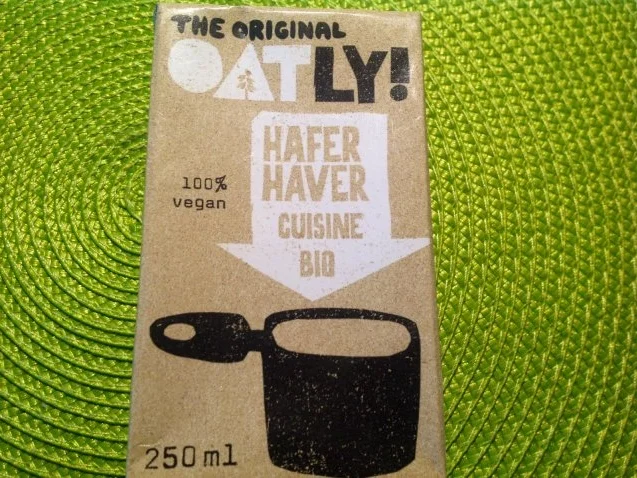 THE ORIGINAL
OATLY!
HAFER
HAVER
CUISINE
BIO
100%
vegan
250ml